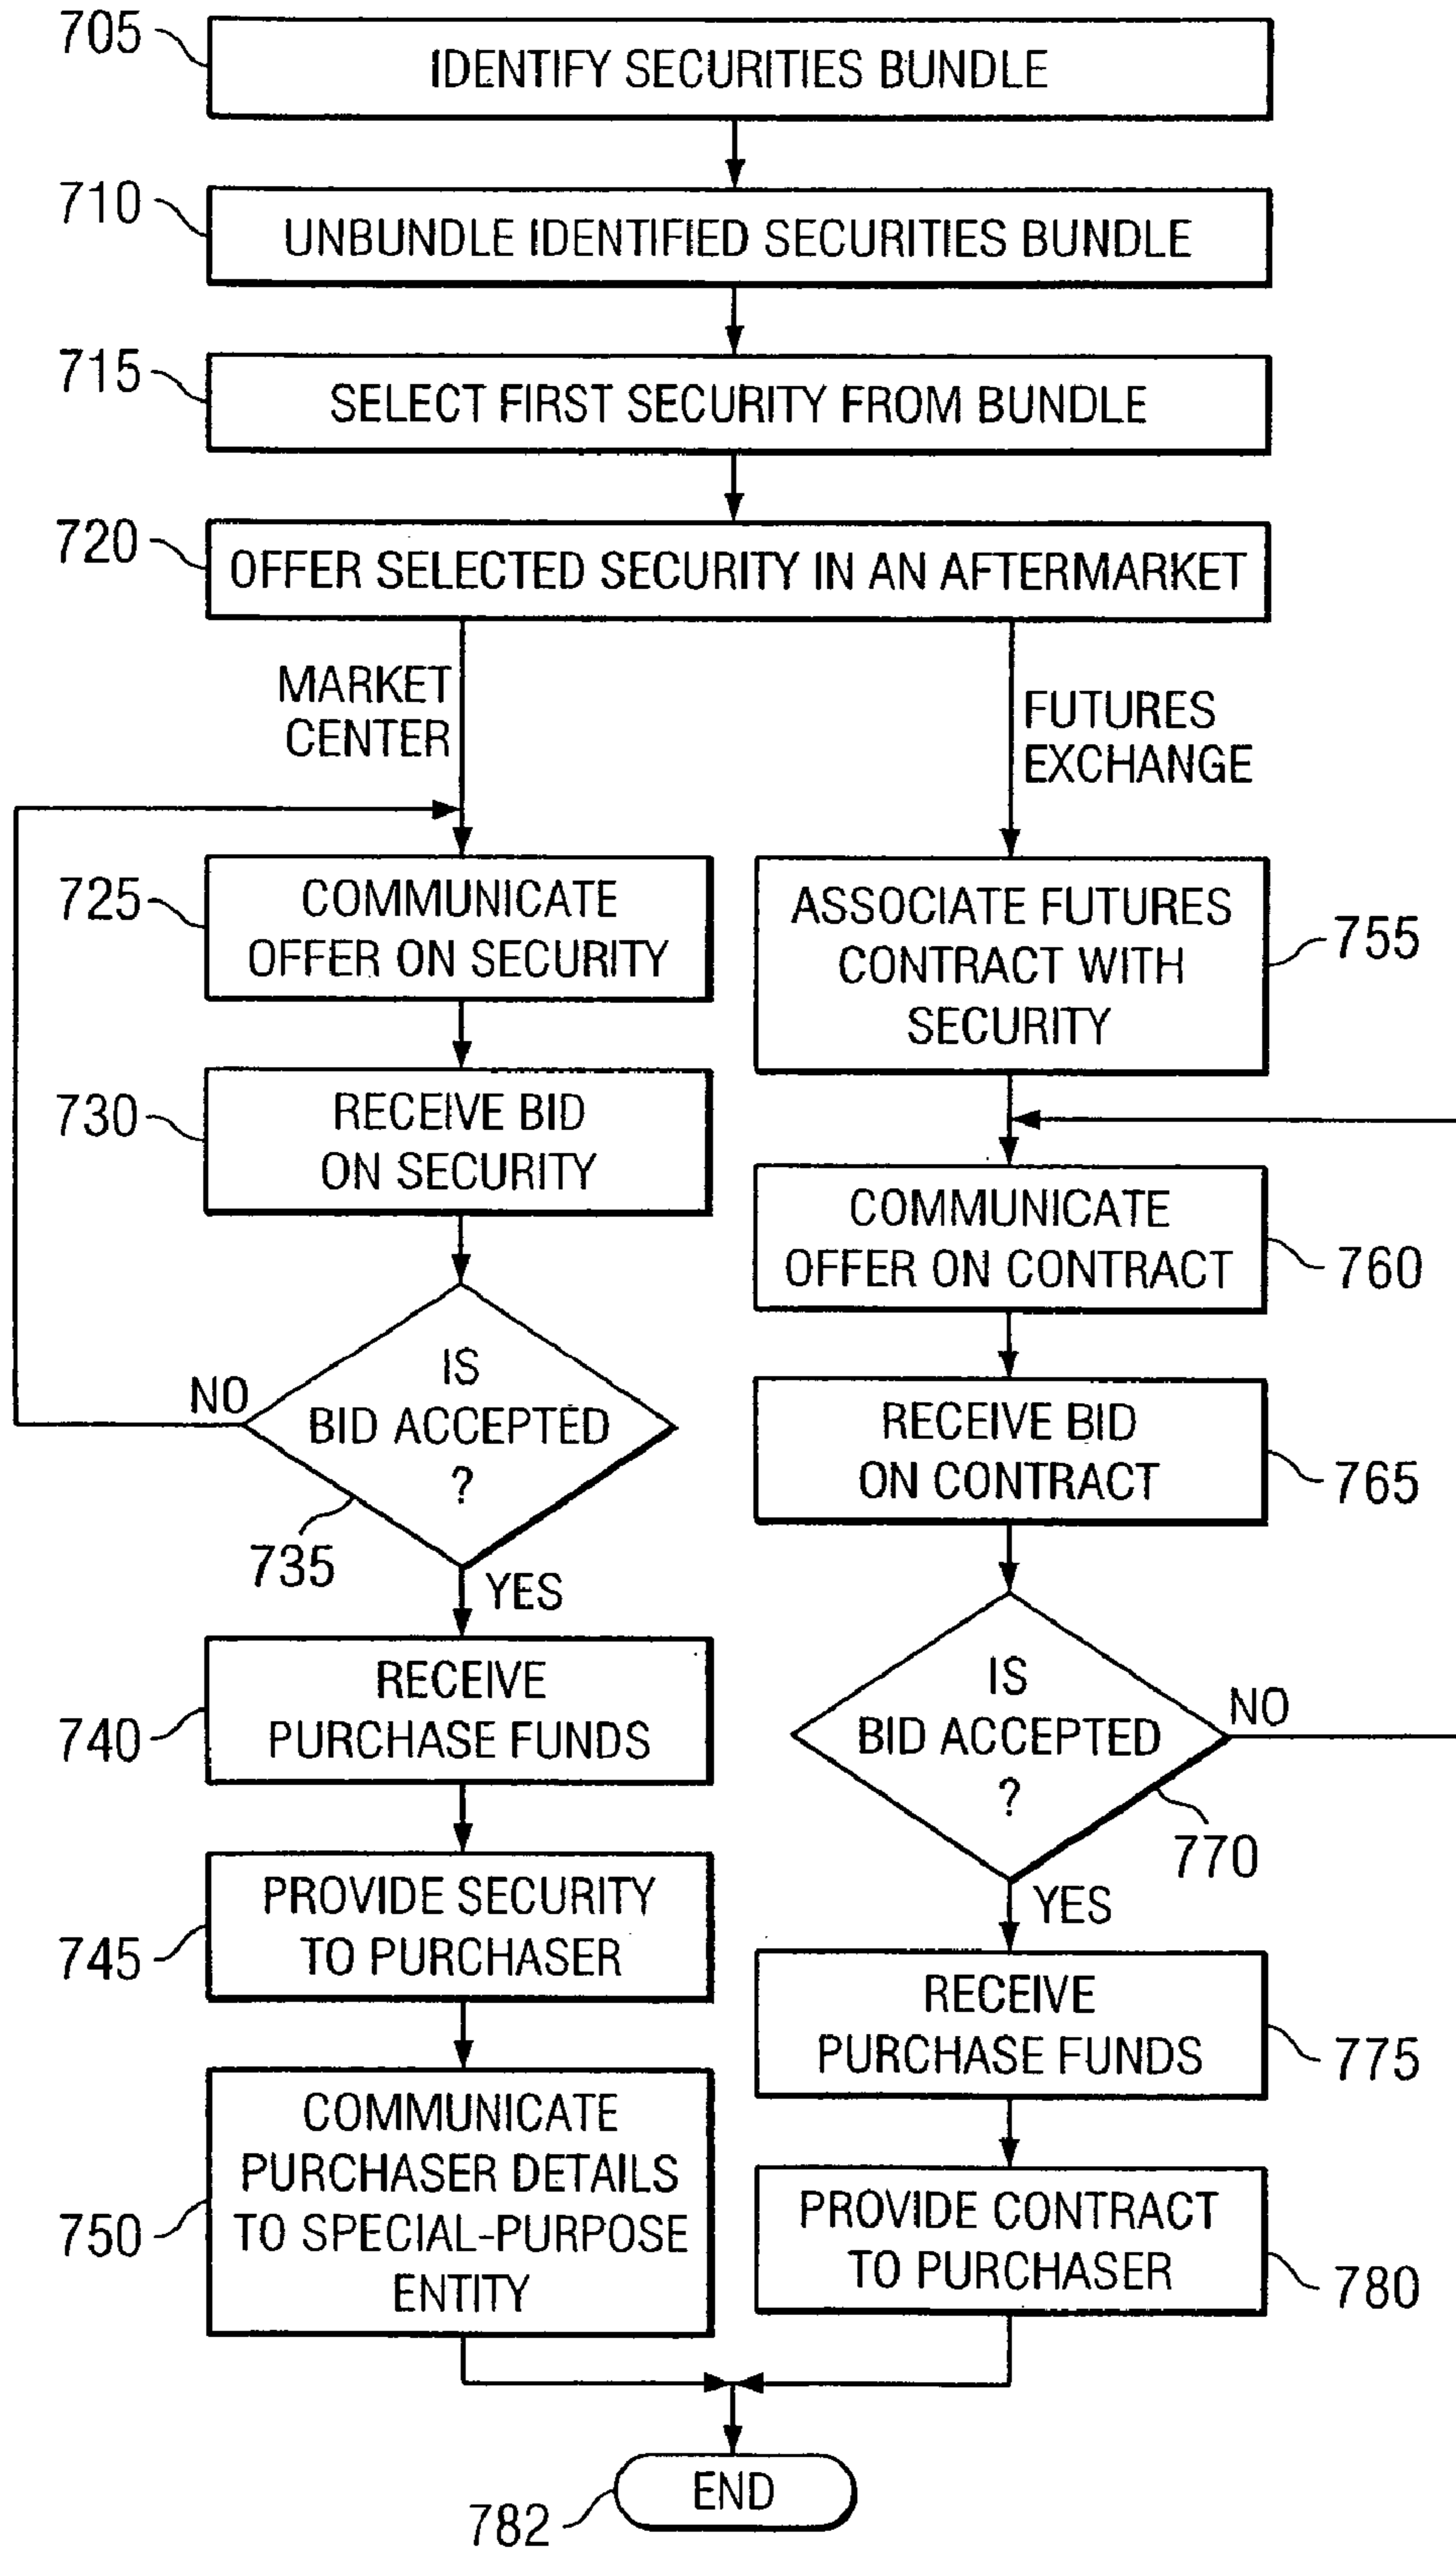 705
IDENTIFY SECURITIES BUNDLE
710
UNBUNDLE IDENTIFIED SECURITIES BUNDLE
715
SELECT FIRST SECURITY FROM BUNDLE
720
OFFER SELECTED SECURITY IN AN AFTERMARKET
MARKET
CENTER
725
COMMUNICATE
OFFER ON SECURITY
730
RECEIVE BID
ON SECURITY
IS
BID ACCEPTED
?
NO
735
YES
740
RECEIVE
PURCHASE FUNDS
745
PROVIDE SECURITY
TO PURCHASER
750
COMMUNICATE
PURCHASER DETAILS
TO SPECIAL-PURPOSE
ENTITY
FUTURES
EXCHANGE
ASSOCIATE FUTURES
CONTRACT WITH
SECURITY
755
COMMUNICATE
OFFER ON CONTRACT
760
RECEIVE BID
ON CONTRACT
765
IS
BID ACCEPTED
?
NO
770
YES
RECEIVE
PURCHASE FUNDS
775
PROVIDE CONTRACT
TO PURCHASER
780
END
782